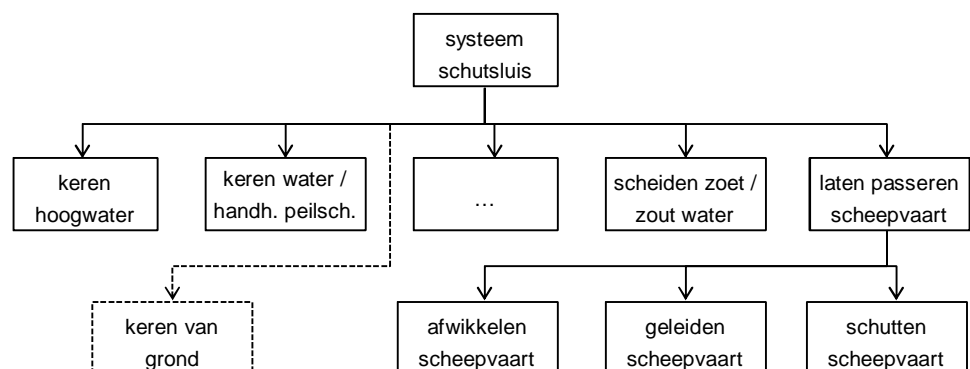 systeem
schutsluis
keren
hoogwater
keren water /
handh. peilsch.
...
scheiden zoet /
zout water
laten passeren
scheepvaart
keren van
grond
afwikkelen
scheepvaart
geleiden
scheepvaart
schutten
scheepvaart